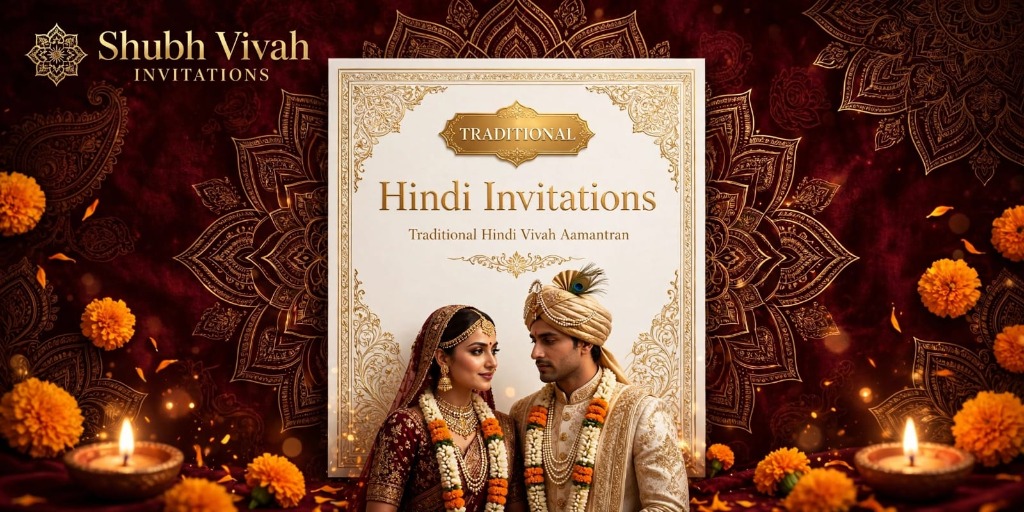 Shubh Vivah
INVITATIONS
TRADITIONAL
Hindi Invitations
Traditional Hindi Vivah Aamantran